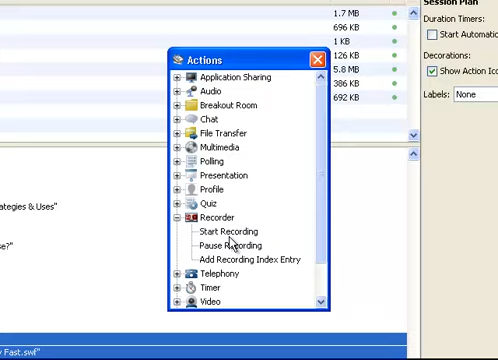 Session Plan
1.7 MB
696 KB
1 KB
126 KB
5.8 MB
386 KB
692 KB
Duration Timers:
Start Automatic
Decorations:
Show Action Ico
Labels: None
Actions
Application Sharing
Audio
Breakout Room
Chat
File Transfer
Multimedia
Polling
Presentation
Profile
Quiz
Recorder
Start Recording
Pause Recording
Add Recording Index Entry
Telephony
Timer
Video
ategies & Uses"
se?"
y Fast.swf"